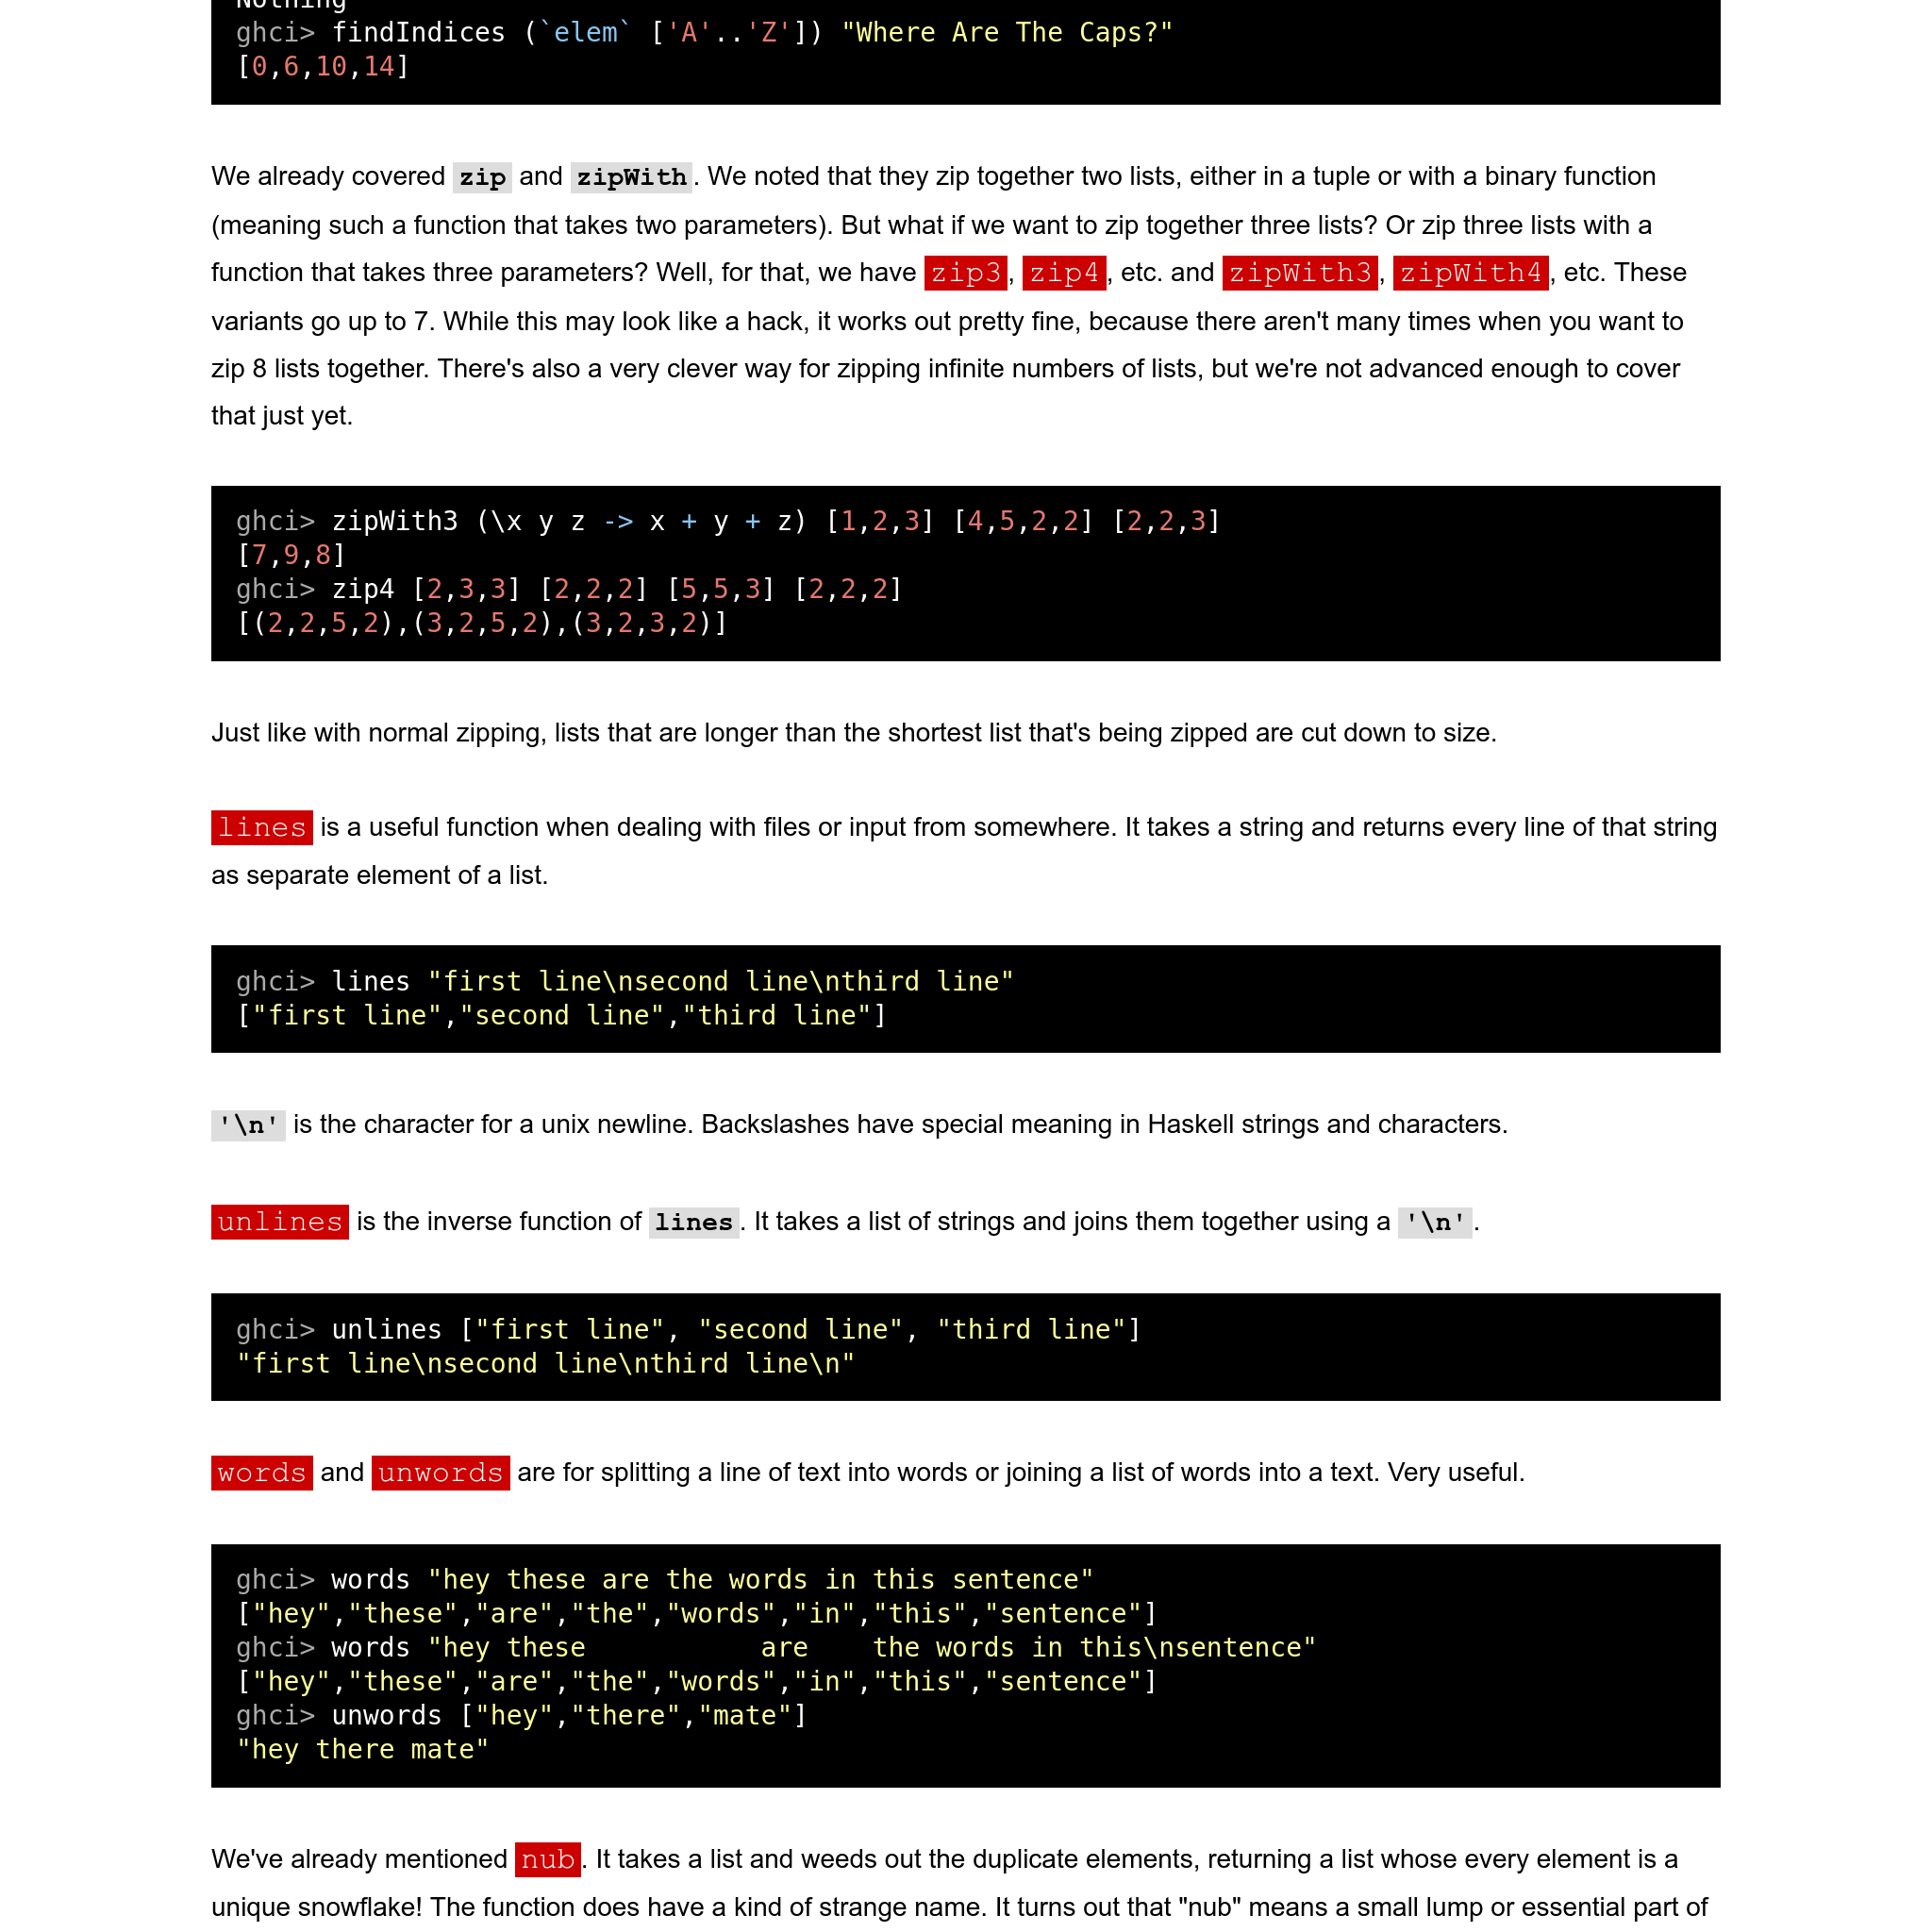 Nothing
ghci> findIndices (`elem` ['A'..'Z']) "Where Are The Caps?"
[0,6,10,14]
We already covered zip and zipWith. We noted that they zip together two lists, either in a tuple or with a binary function
(meaning such a function that takes two parameters). But what if we want to zip together three lists? Or zip three lists with a
function that takes three parameters? Well, for that, we have zip3, zip4, etc. and zipWith3, zipWith4, etc. These
variants go up to 7. While this may look like a hack, it works out pretty fine, because there aren't many times when you want to
zip 8 lists together. There's also a very clever way for zipping infinite numbers of lists, but we're not advanced enough to cover
that just yet.
ghci> zipWith3 (\x y z -> x + y + z) [1,2,3] [4,5,2,2] [2,2,3]
[7,9,8]
ghci> zip4 [2,3,3] [2,2,2] [5,5,3] [2,2,2]
[(2,2,5,2),(3,2,5,2),(3,2,3,2)]
Just like with normal zipping, lists that are longer than the shortest list that's being zipped are cut down to size.
lines is a useful function when dealing with files or input from somewhere. It takes a string and returns every line of that string
as separate element of a list.
ghci> lines "first line\nsecond line\nthird line"
["first line","second line","third line"]
'\n' is the character for a unix newline. Backslashes have special meaning in Haskell strings and characters.
unlines is the inverse function of lines. It takes a list of strings and joins them together using a '\n'.
ghci> unlines ["first line", "second line", "third line"]
"first line\nsecond line\nthird line\n"
words and unwords are for splitting a line of text into words or joining a list of words into a text. Very useful.
ghci> words "hey these are the words in this sentence"
["hey","these","are","the","words","in","this","sentence"]
ghci> words "hey these           are    the words in this\nsentence"
["hey","these","are","the","words","in","this","sentence"]
ghci> unwords ["hey","there","mate"]
"hey there mate"
We've already mentioned nub. It takes a list and weeds out the duplicate elements, returning a list whose every element is a
unique snowflake! The function does have a kind of strange name. It turns out that "nub" means a small lump or essential part of